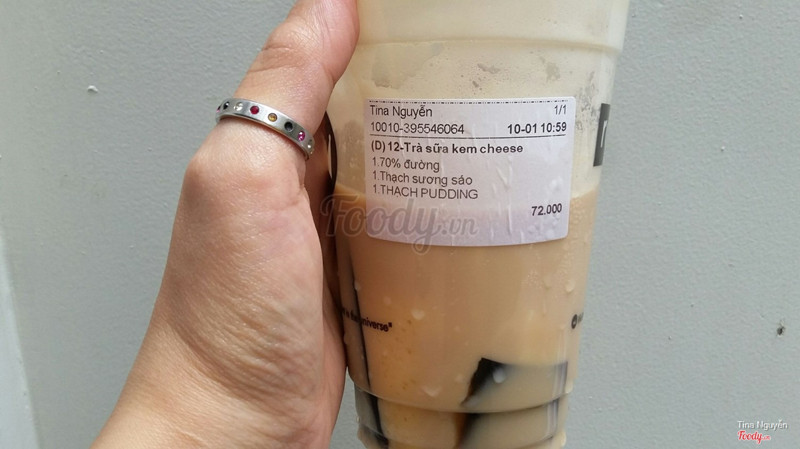 Tina Nguyễn 1/1
10010-395546064 10-01 10:59
(D) 12-Trà sữa kem cheese
1.70% đường
1.Thạch sương sáo
1.THẠCH PUDDING
72.000
Foody.vn
universe"
Tina Nguyễn
Foody.vn